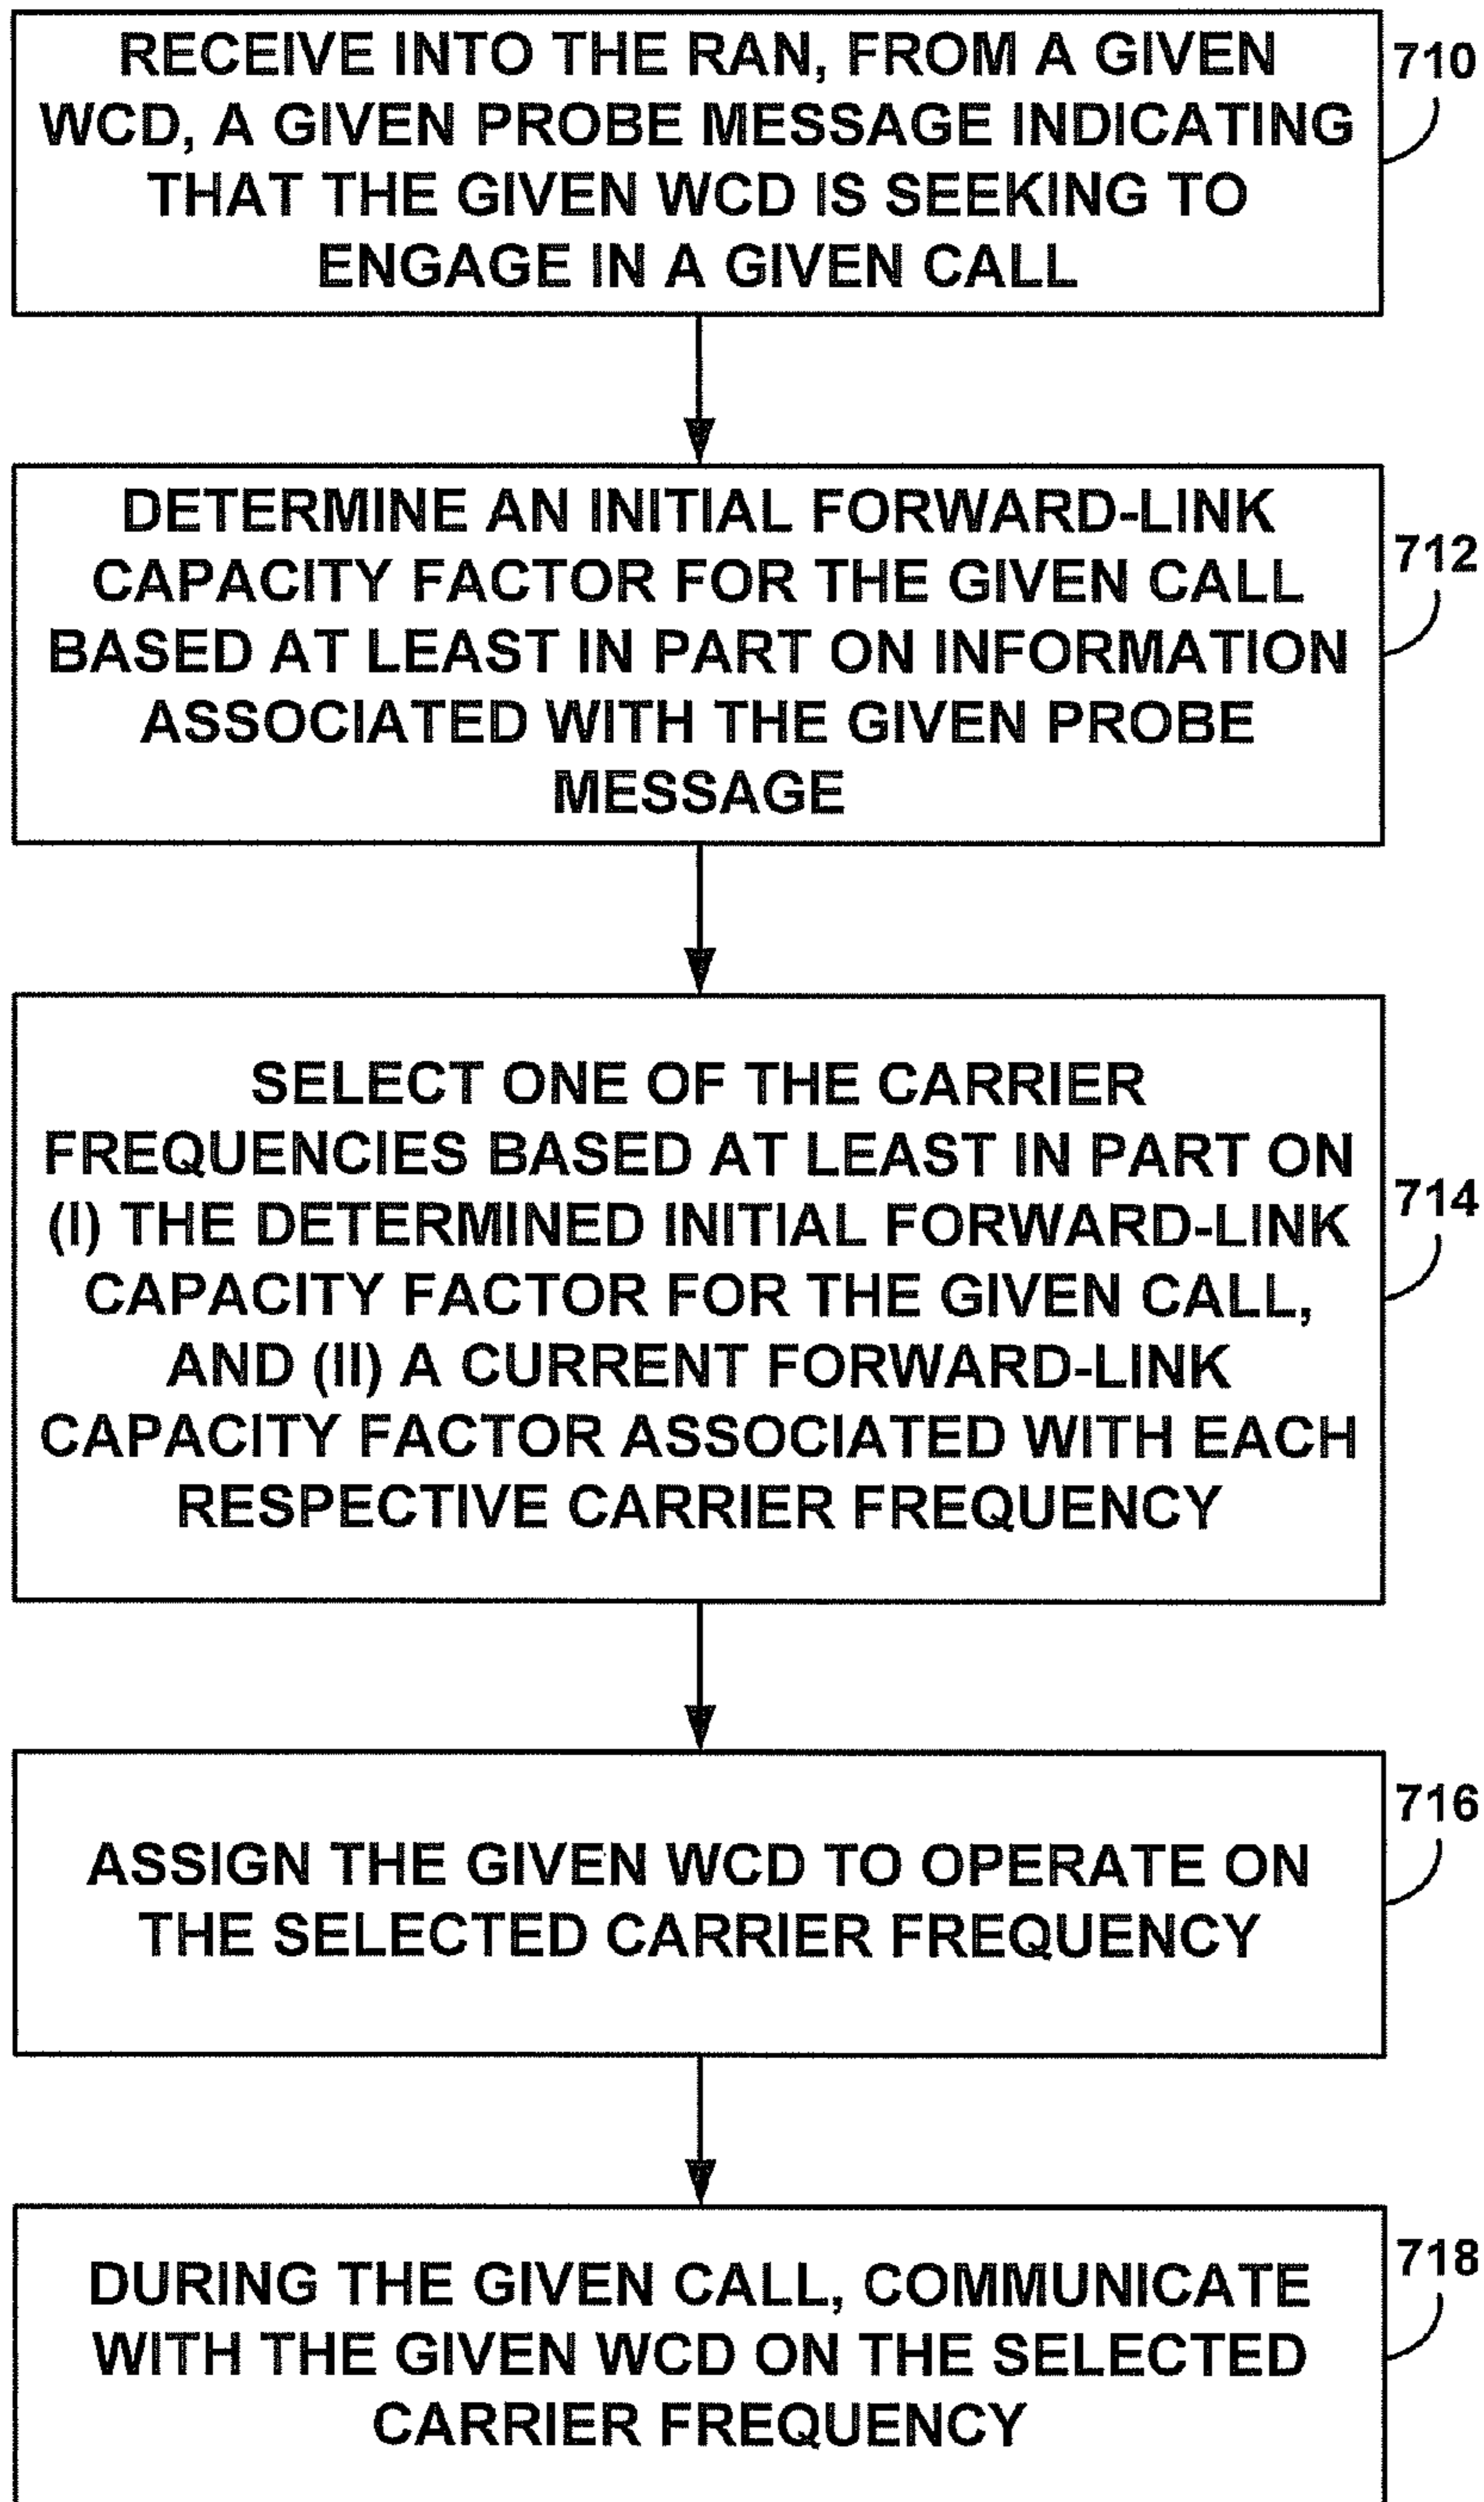 RECEIVE INTO THE RAN, FROM A GIVEN
WCD, A GIVEN PROBE MESSAGE INDICATING
THAT THE GIVEN WCD IS SEEKING TO
ENGAGE IN A GIVEN CALL
710
DETERMINE AN INITIAL FORWARD-LINK
CAPACITY FACTOR FOR THE GIVEN CALL
BASED AT LEAST IN PART ON INFORMATION
ASSOCIATED WITH THE GIVEN PROBE
MESSAGE
712
SELECT ONE OF THE CARRIER
FREQUENCIES BASED AT LEAST IN PART ON
(I) THE DETERMINED INITIAL FORWARD-LINK
CAPACITY FACTOR FOR THE GIVEN CALL,
AND (II) A CURRENT FORWARD-LINK
CAPACITY FACTOR ASSOCIATED WITH EACH
RESPECTIVE CARRIER FREQUENCY
714
ASSIGN THE GIVEN WCD TO OPERATE ON
THE SELECTED CARRIER FREQUENCY
716
DURING THE GIVEN CALL, COMMUNICATE
WITH THE GIVEN WCD ON THE SELECTED
CARRIER FREQUENCY
718